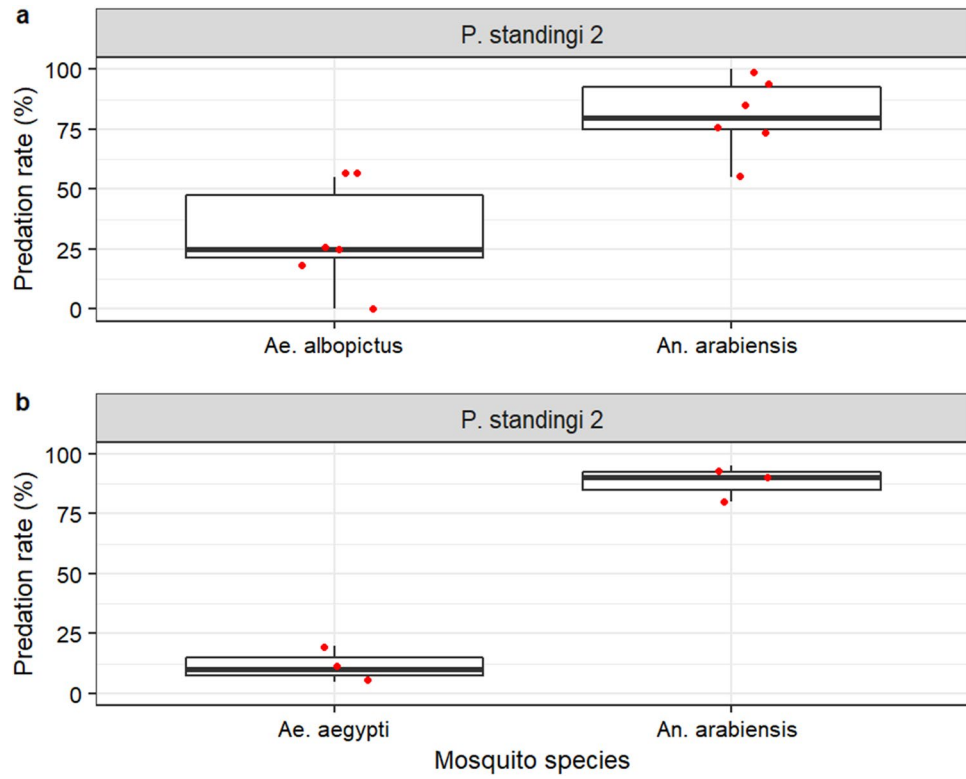 a
P. standingi 2
Predation rate (%)
100
75
50
25
0
Ae. albopictus An. arabiensis
b
P. standingi 2
Predation rate (%)
100
75
50
25
0
Ae. aegypti An. arabiensis
Mosquito species